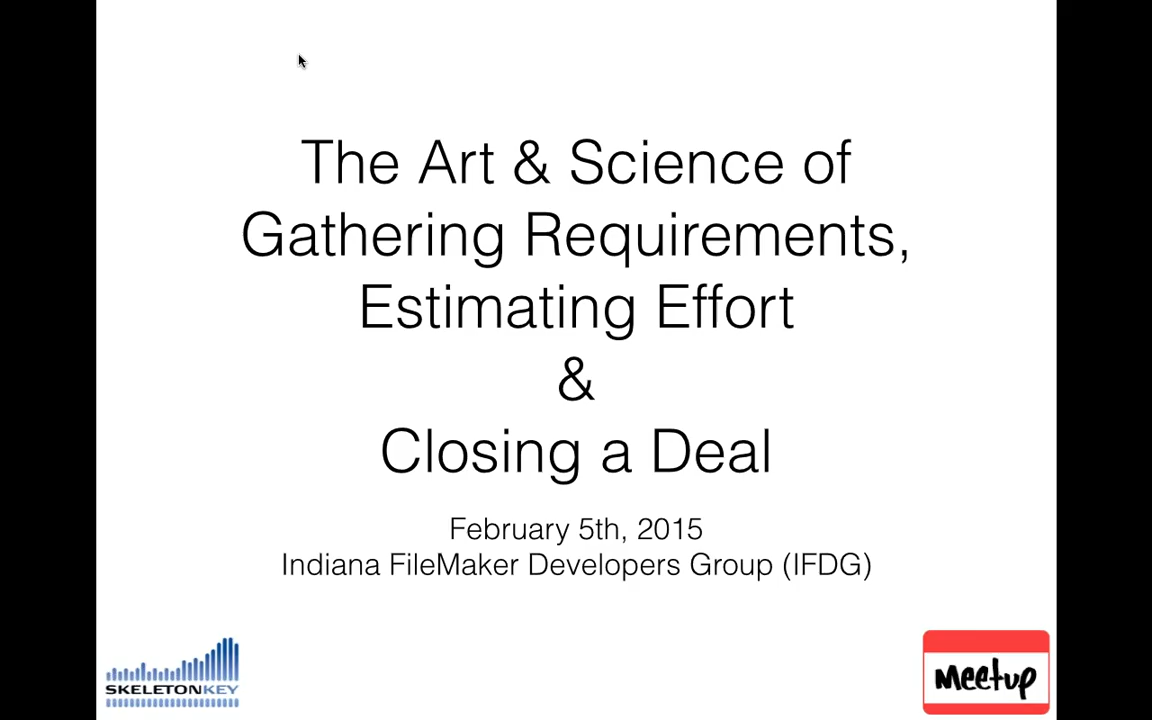 The Art & Science of
Gathering Requirements,
Estimating Effort
&
Closing a Deal
February 5th, 2015
Indiana FileMaker Developers Group (IFDG)
SKELETONKEY
meetup